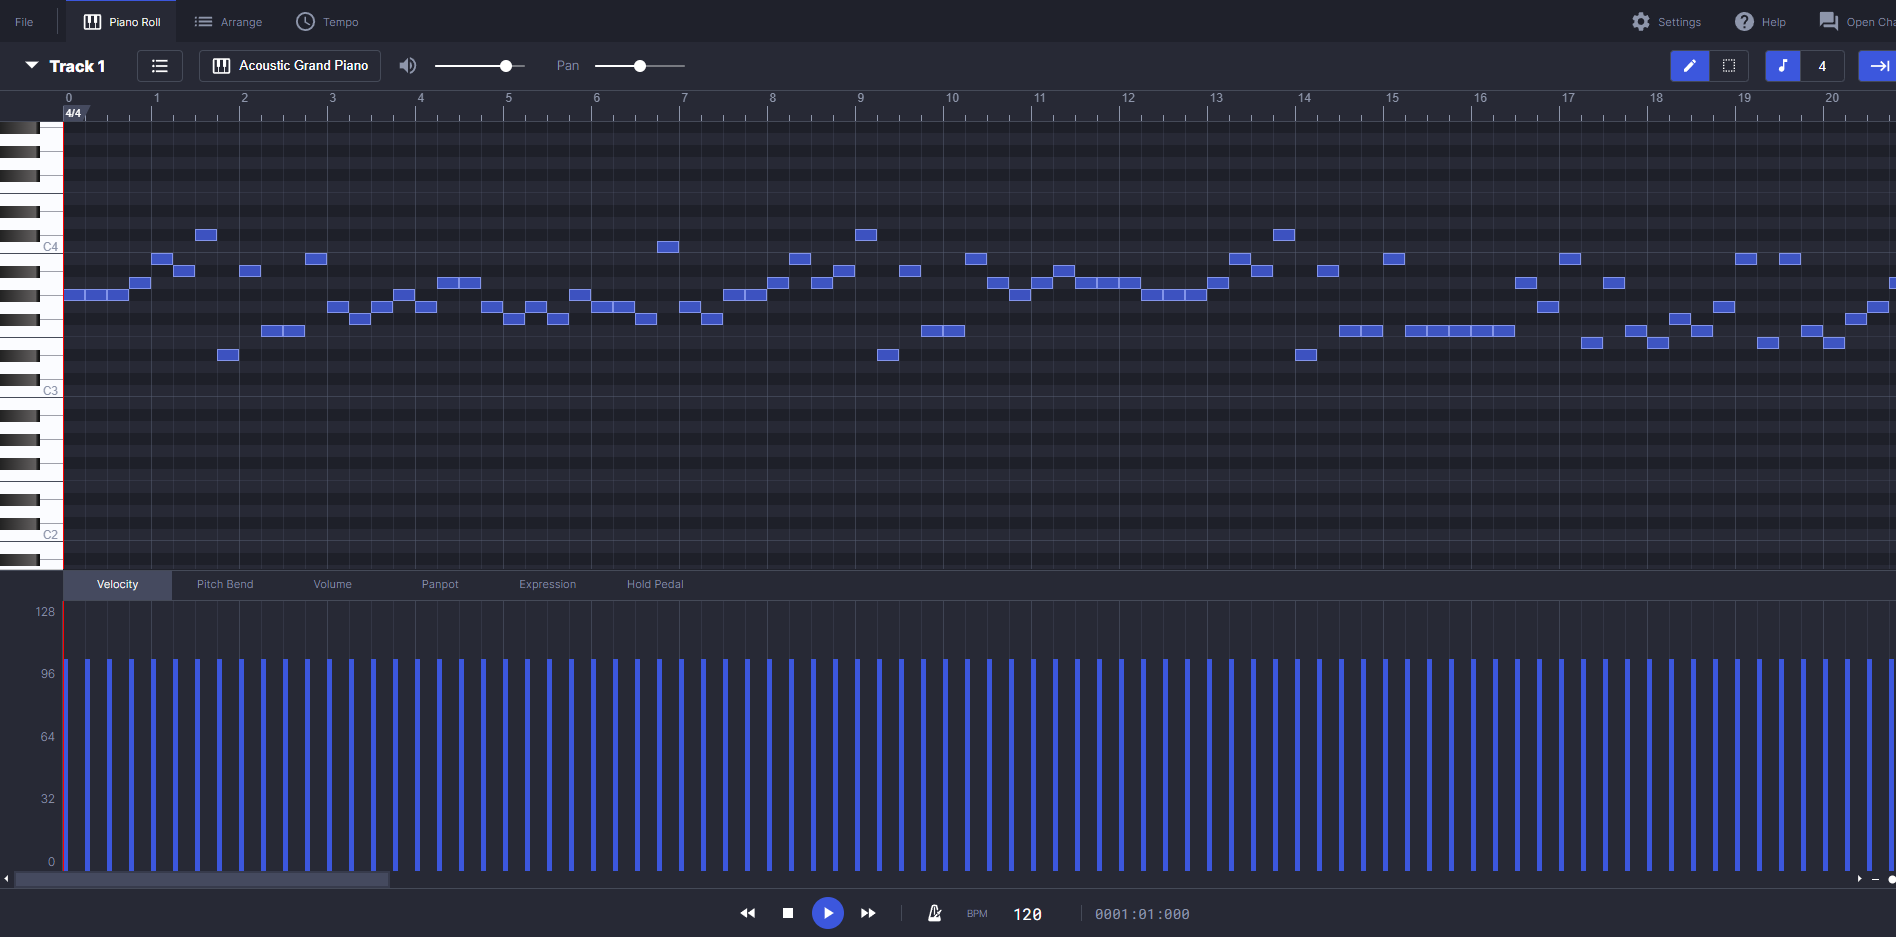 File
Piano Roll
Arrange
Tempo
Settings
Help
Open Cha
Track 1
Acoustic Grand Piano
Pan
4
0 1 2 3 4 5 6 7 8 9 10 11 12 13 14 15 16 17 18 19 20
4/4
C4
C3
C2
Velocity
Pitch Bend
Volume
Panpot
Expression
Hold Pedal
128
96
64
32
0
BPM
120
0001:01:000